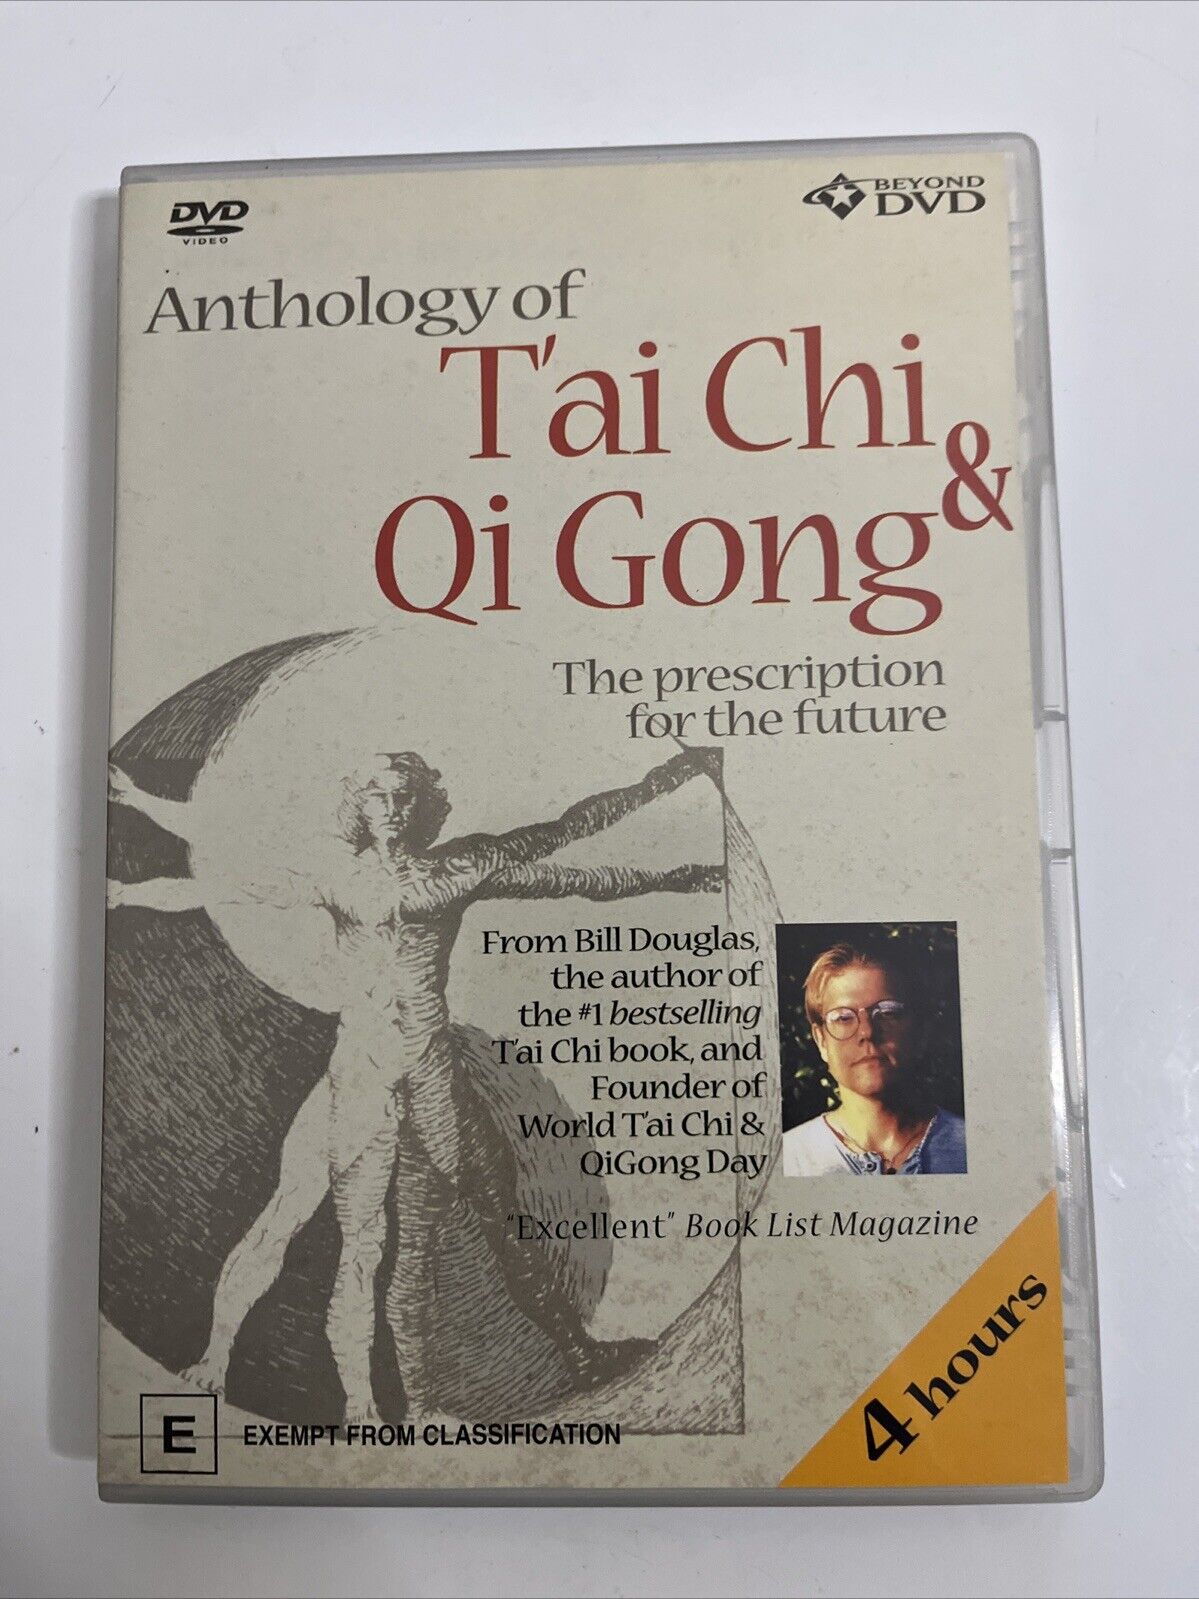 DVD
VIDEO
BEYOND
DVD
Anthology of
T'ai Chi
&
Qi Gong
The prescription
for the future
From Bill Douglas,
the author of
the #1 bestselling
T'ai Chi book, and
Founder of
World T'ai Chi &
QiGong Day
"Excellent" Book List Magazine
4 hours
E
EXEMPT FROM CLASSIFICATION